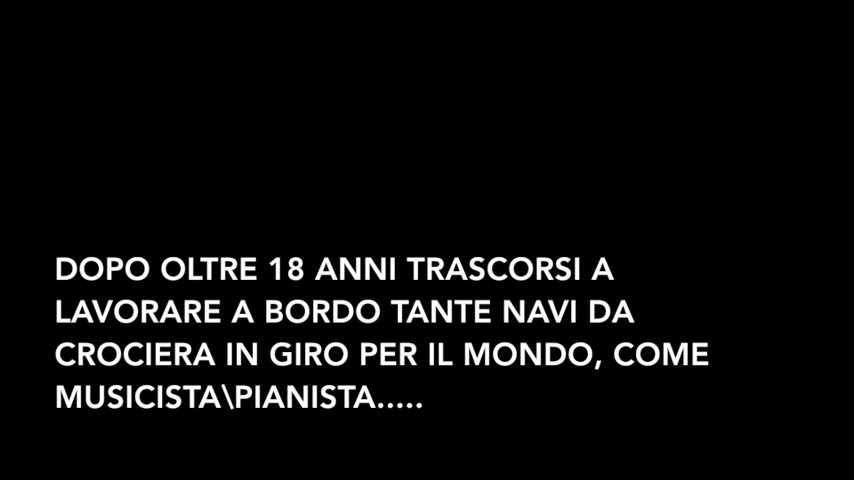 DOPO OLTRE 18 ANNI TRASCORSI A
LAVORARE A BORDO TANTE NAVI DA
CROCIERA IN GIRO PER IL MONDO, COME
MUSICISTA\PIANISTA.....